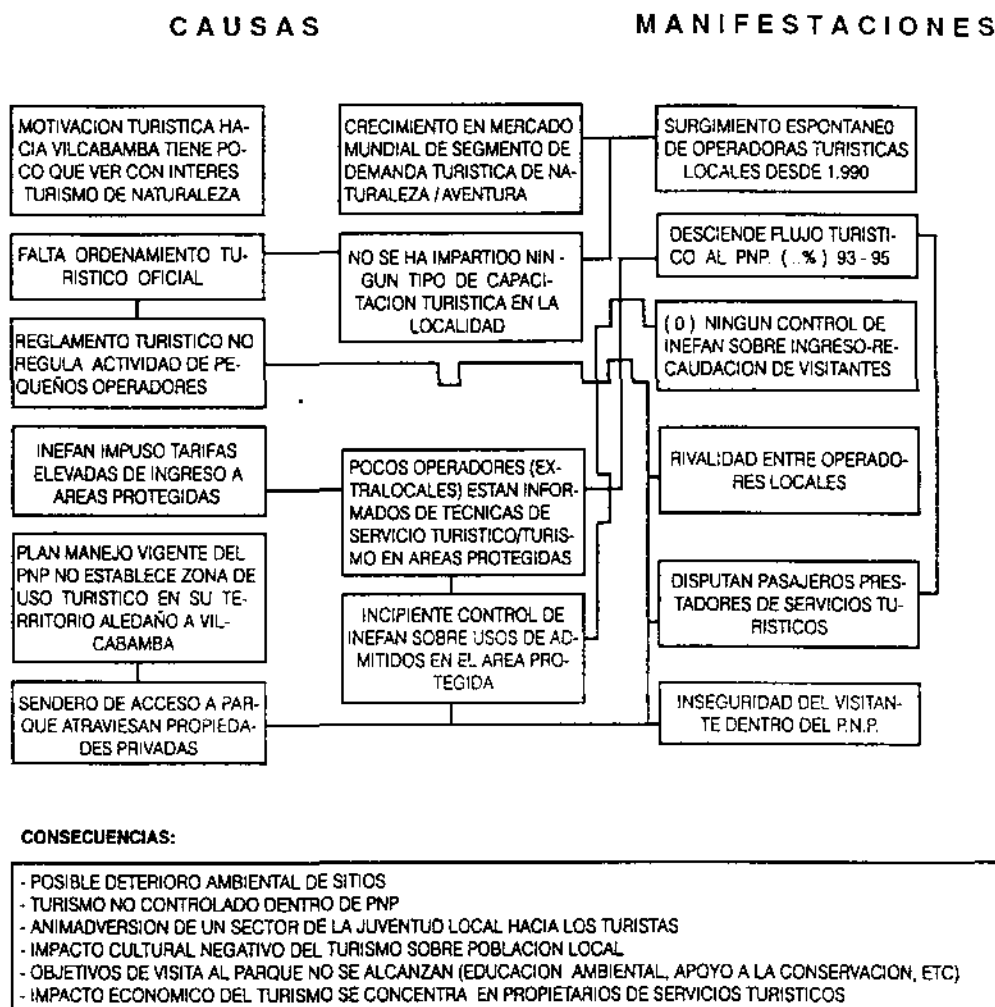 CAUSAS
MANIFESTACIONES
MOTIVACION TURISTICA HA-
CIA VILCABAMBA TIENE PO-
CO QUE VER CON INTERES
TURISMO DE NATURALEZA
FALTA ORDENAMIENTO TU-
RISTICO OFICIAL
REGLAMENTO TURISTICO NO
REGULA ACTIVIDAD DE PE-
QUEÑOS OPERADORES
INEFAN IMPUSO TARIFAS
ELEVADAS DE INGRESO A
AREAS PROTEGIDAS
PLAN MANEJO VIGENTE DEL
PNP NO ESTABLECE ZONA DE
USO TURISTICO EN SU TE-
RRITORIO ALEDAÑO A VIL-
CABAMBA
SENDERO DE ACCESO A PAR-
QUE ATRAVIESAN PROPIEDA-
DES PRIVADAS
CRECIMIENTO EN MERCADO
MUNDIAL DE SEGMENTO DE
DEMANDA TURISTICA DE NA-
TURALEZA / AVENTURA
NO SE HA IMPARTIDO NIN-
GUN TIPO DE CAPACI-
TACION TURISTICA EN LA
LOCALIDAD
POCOS OPERADORES (EX-
TRALOCALES) ESTAN INFOR-
MADOS DE TECNICAS DE
SERVICIO TURISTICO/TURIS-
MO EN AREAS PROTEGIDAS
INCIPIENTE CONTROL DE
INEFAN SOBRE USOS DE AD-
MITIDOS EN EL AREA PRO-
TEGIDA
SURGIMIENTO ESPONTANEO
DE OPERADORAS TURISTICAS
LOCALES DESDE 1.990
DESCIENDE FLUJO TURISTI-
CO AL PNP. ( ..% ) 93 - 95
( 0 ) NINGUN CONTROL DE
INEFAN SOBRE INGRESO-RE-
CAUDACION DE VISITANTES
RIVALIDAD ENTRE OPERADO-
RES LOCALES
DISPUTAN PASAJEROS PRES-
TADORES DE SERVICIOS TU-
RISTICOS
INSEGURIDAD DEL VISITAN-
TE DENTRO DEL P.N.P.
CONSECUENCIAS:
- POSIBLE DETERIORO AMBIENTAL DE SITIOS
- TURISMO NO CONTROLADO DENTRO DE PNP
- ANIMADVERSION DE UN SECTOR DE LA JUVENTUD LOCAL HACIA LOS TURISTAS
- IMPACTO CULTURAL NEGATIVO DEL TURISMO SOBRE POBLACION LOCAL
- OBJETIVOS DE VISITA AL PARQUE NO SE ALCANZAN (EDUCACION AMBIENTAL, APOYO A LA CONSERVACION, ETC)
- IMPACTO ECONOMICO DEL TURISMO SE CONCENTRA EN PROPIETARIOS DE SERVICIOS TURISTICOS